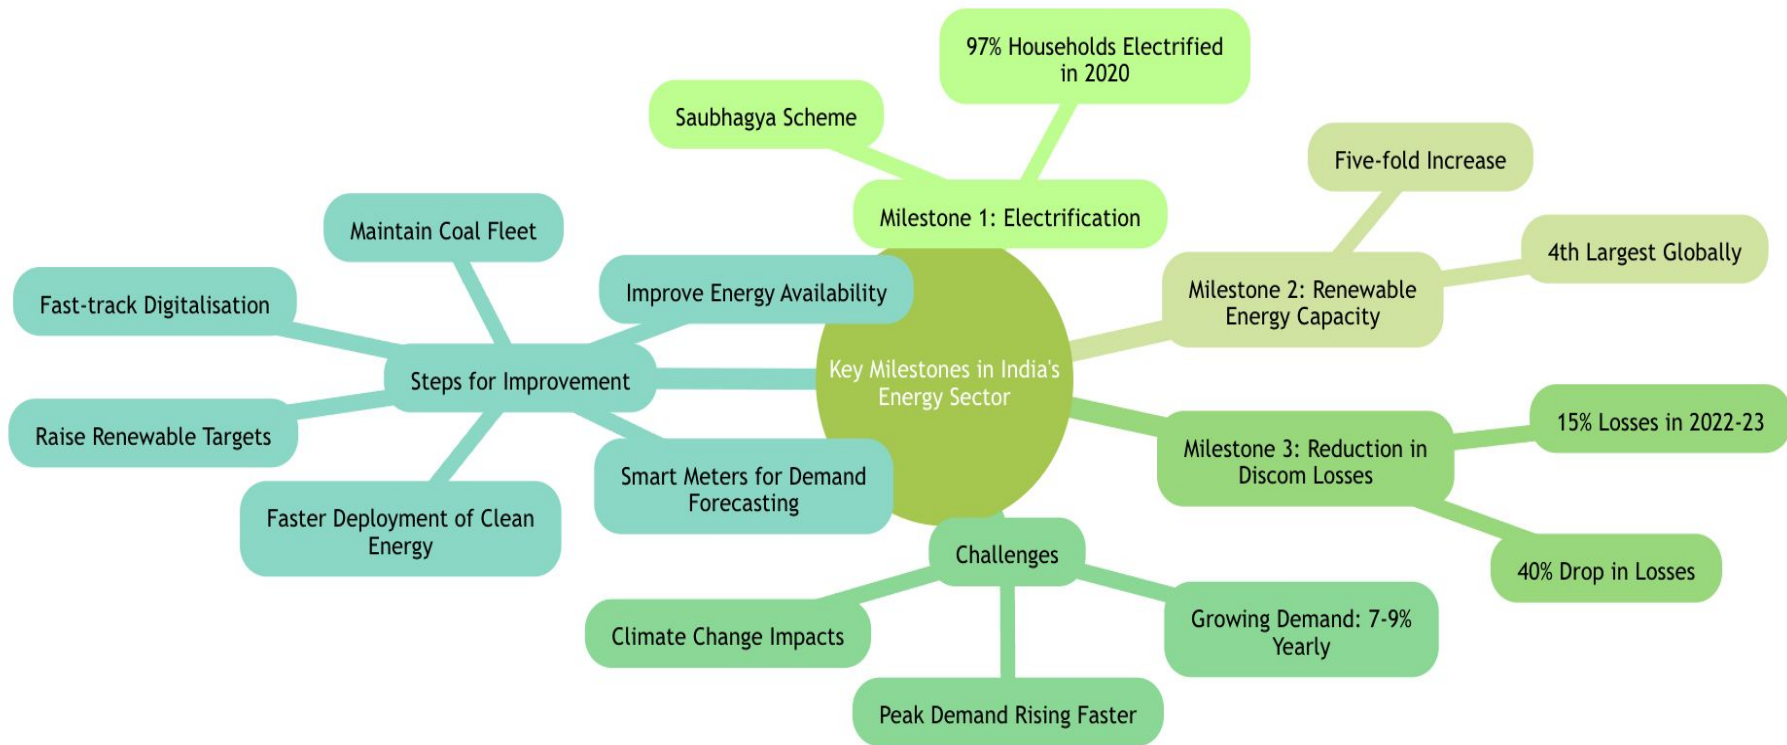 97% Households Electrified
in 2020
Saubhagya Scheme
Milestone 1: Electrification
Five-fold Increase
4th Largest Globally
Milestone 2: Renewable
Energy Capacity
Maintain Coal Fleet
Improve Energy Availability
Fast-track Digitalisation
Steps for Improvement
Raise Renewable Targets
Faster Deployment of Clean
Energy
Smart Meters for Demand
Forecasting
Key Milestones in India's
Energy Sector
15% Losses in 2022-23
Milestone 3: Reduction in
Discom Losses
40% Drop in Losses
Challenges
Climate Change Impacts
Growing Demand: 7-9%
Yearly
Peak Demand Rising Faster